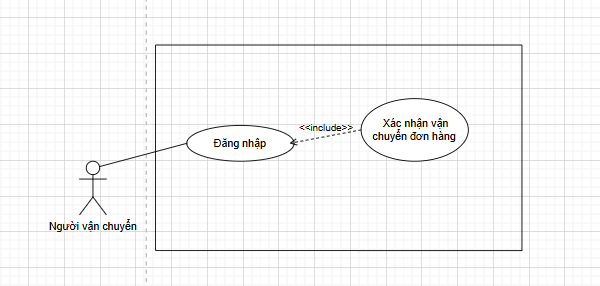 Xác nhận vận
chuyển đơn hàng
<<include>>
Đăng nhập
Người vận chuyển